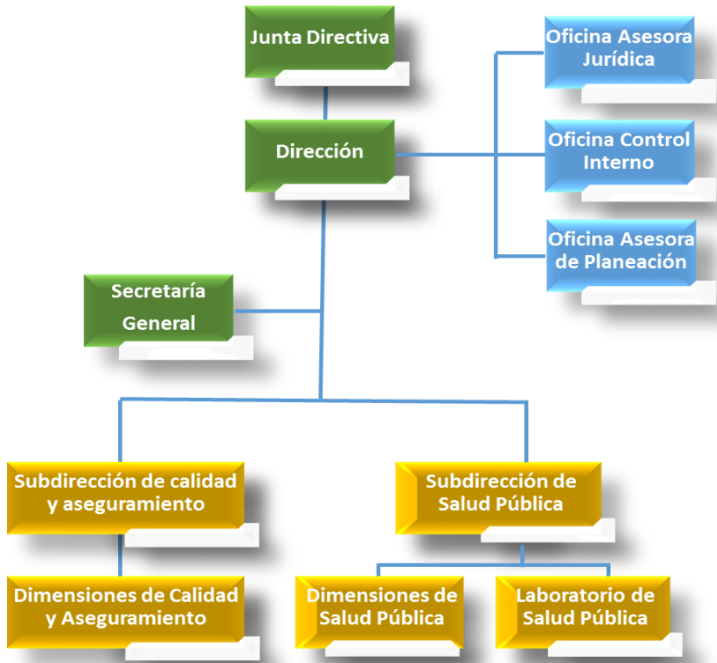 Junta Directiva
Oficina Asesora
Jurídica
Dirección
Oficina Control
Interno
Oficina Asesora
de Planeación
Secretaría
General
Subdirección de calidad
y aseguramiento
Subdirección de
Salud Pública
Dimensiones de Calidad
y Aseguramiento
Dimensiones de
Salud Pública
Laboratorio de
Salud Pública